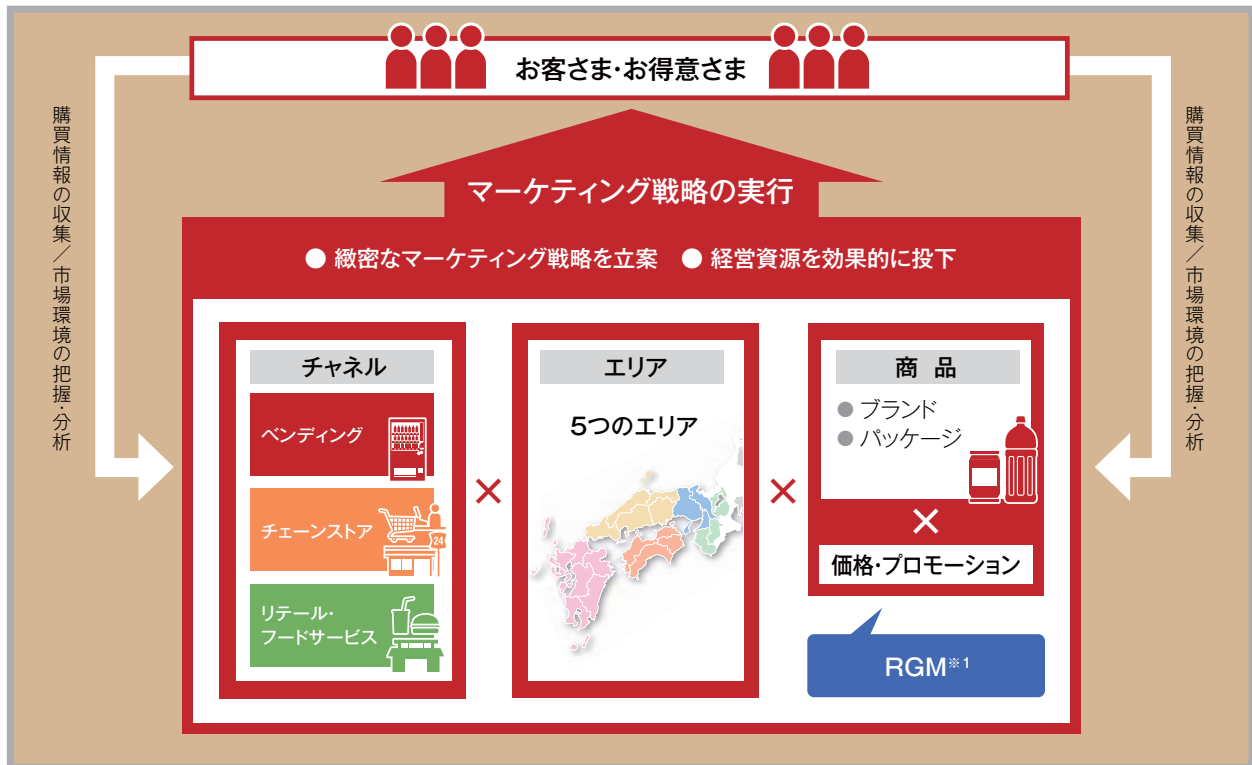 お客さま・お得意さま
購買情報の収集／市場環境の把握・分析
購買情報の収集／市場環境の把握・分析
マーケティング戦略の実行
● 緻密なマーケティング戦略を立案 ● 経営資源を効果的に投下
チャネル
ベンディング
チェーンストア
24
リテール・
フードサービス
×
エリア
5つのエリア
×
商 品
● ブランド
● パッケージ
×
価格・プロモーション
RGM※1